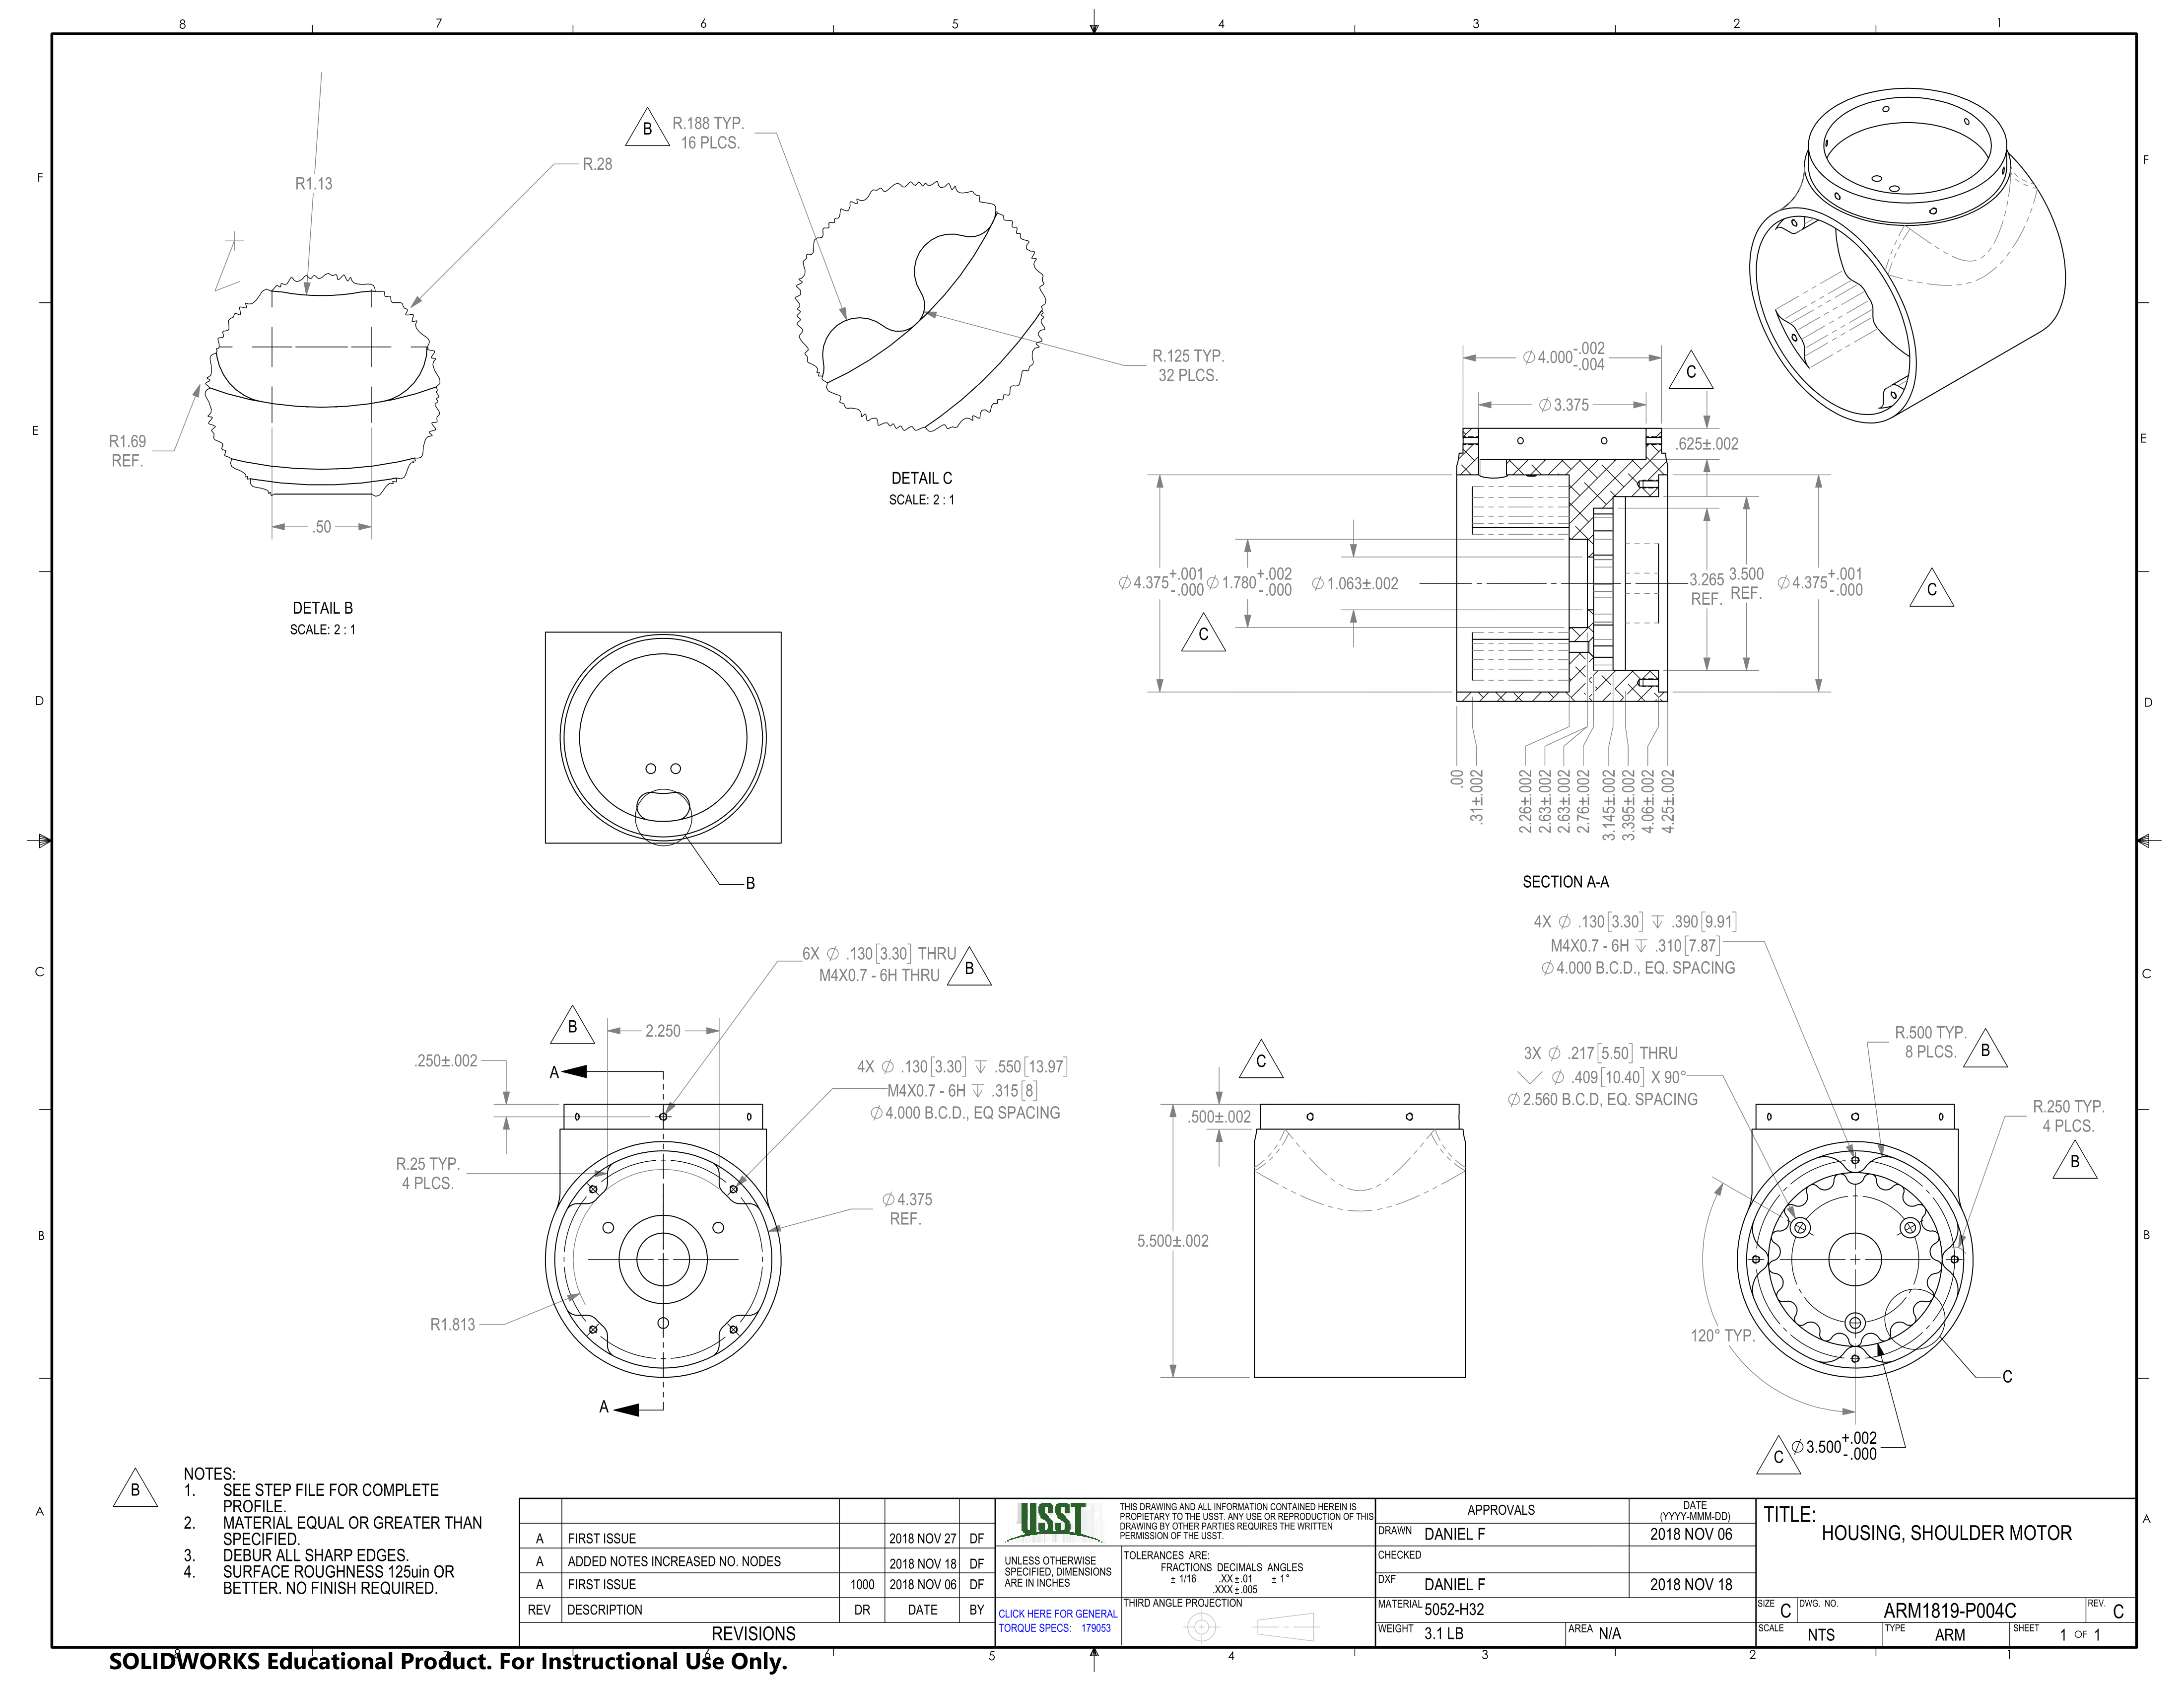 8 7 6 5 4 3 2 1
F
E
D
C
B
A
F
E
D
C
B
A
R1.13
R.28
R1.69
REF.
.50
DETAIL B
SCALE: 2 : 1
B
R.188 TYP.
16 PLCS.
R.125 TYP.
32 PLCS.
DETAIL C
SCALE: 2 : 1
B
∅4.000 -.002
-.004
C
∅3.375
.625±.002
∅4.375 +.001
-.000
∅1.780 +.002
-.000
∅1.063±.002
3.265
REF.
3.500
REF.
∅4.375 +.001
-.000
C
C
.00
.31±.002
2.26±.002
2.63±.002
2.63±.002
2.76±.002
3.145±.002
3.395±.002
4.06±.002
4.25±.002
SECTION A-A
6X ∅ .130[3.30] THRU
M4X0.7 - 6H THRU
B
B
2.250
.250±.002
A
4X ∅ .130[3.30] ↧ .550[13.97]
M4X0.7 - 6H ↧ .315[8]
∅4.000 B.C.D., EQ SPACING
R.25 TYP.
4 PLCS.
∅4.375
REF.
R1.813
A
C
.500±.002
5.500±.002
4X ∅ .130[3.30] ↧ .390[9.91]
M4X0.7 - 6H ↧ .310[7.87]
∅4.000 B.C.D., EQ. SPACING
R.500 TYP.
8 PLCS.
B
3X ∅ .217[5.50] THRU
⌵ ∅ .409[10.40] X 90°
∅2.560 B.C.D, EQ. SPACING
R.250 TYP.
4 PLCS.
B
120° TYP.
C
C
∅3.500 +.002
-.000
B
NOTES:
1. SEE STEP FILE FOR COMPLETE
PROFILE.
2. MATERIAL EQUAL OR GREATER THAN
SPECIFIED.
3. DEBUR ALL SHARP EDGES.
4. SURFACE ROUGHNESS 125uin OR
BETTER. NO FINISH REQUIRED.
A FIRST ISSUE 2018 NOV 27 DF
A ADDED NOTES INCREASED NO. NODES 2018 NOV 18 DF
A FIRST ISSUE 1000 2018 NOV 06 DF
REV DESCRIPTION DR DATE BY
REVISIONS
USST
THIS DRAWING AND ALL INFORMATION CONTAINED HEREIN IS
PROPIETARY TO THE USST. ANY USE OR REPRODUCTION OF THIS
DRAWING BY OTHER PARTIES REQUIRES THE WRITTEN
PERMISSION OF THE USST.
UNLESS OTHERWISE
SPECIFIED, DIMENSIONS
ARE IN INCHES
TOLERANCES ARE:
FRACTIONS DECIMALS ANGLES
± 1/16 .XX±.01 ± 1°
.XXX±.005
CLICK HERE FOR GENERAL
TORQUE SPECS: 179053
THIRD ANGLE PROJECTION
APPROVALS DATE
(YYYY-MMM-DD)
DRAWN DANIEL F 2018 NOV 06
CHECKED
DXF DANIEL F 2018 NOV 18
MATERIAL 5052-H32
WEIGHT 3.1 LB AREA N/A
TITLE:
HOUSING, SHOULDER MOTOR
SIZE C DWG. NO. ARM1819-P004C REV. C
SCALE NTS TYPE ARM SHEET 1 OF 1
8 7 6 5 4 3 2 1
SOLIDWORKS Educational Product. For Instructional Use Only.